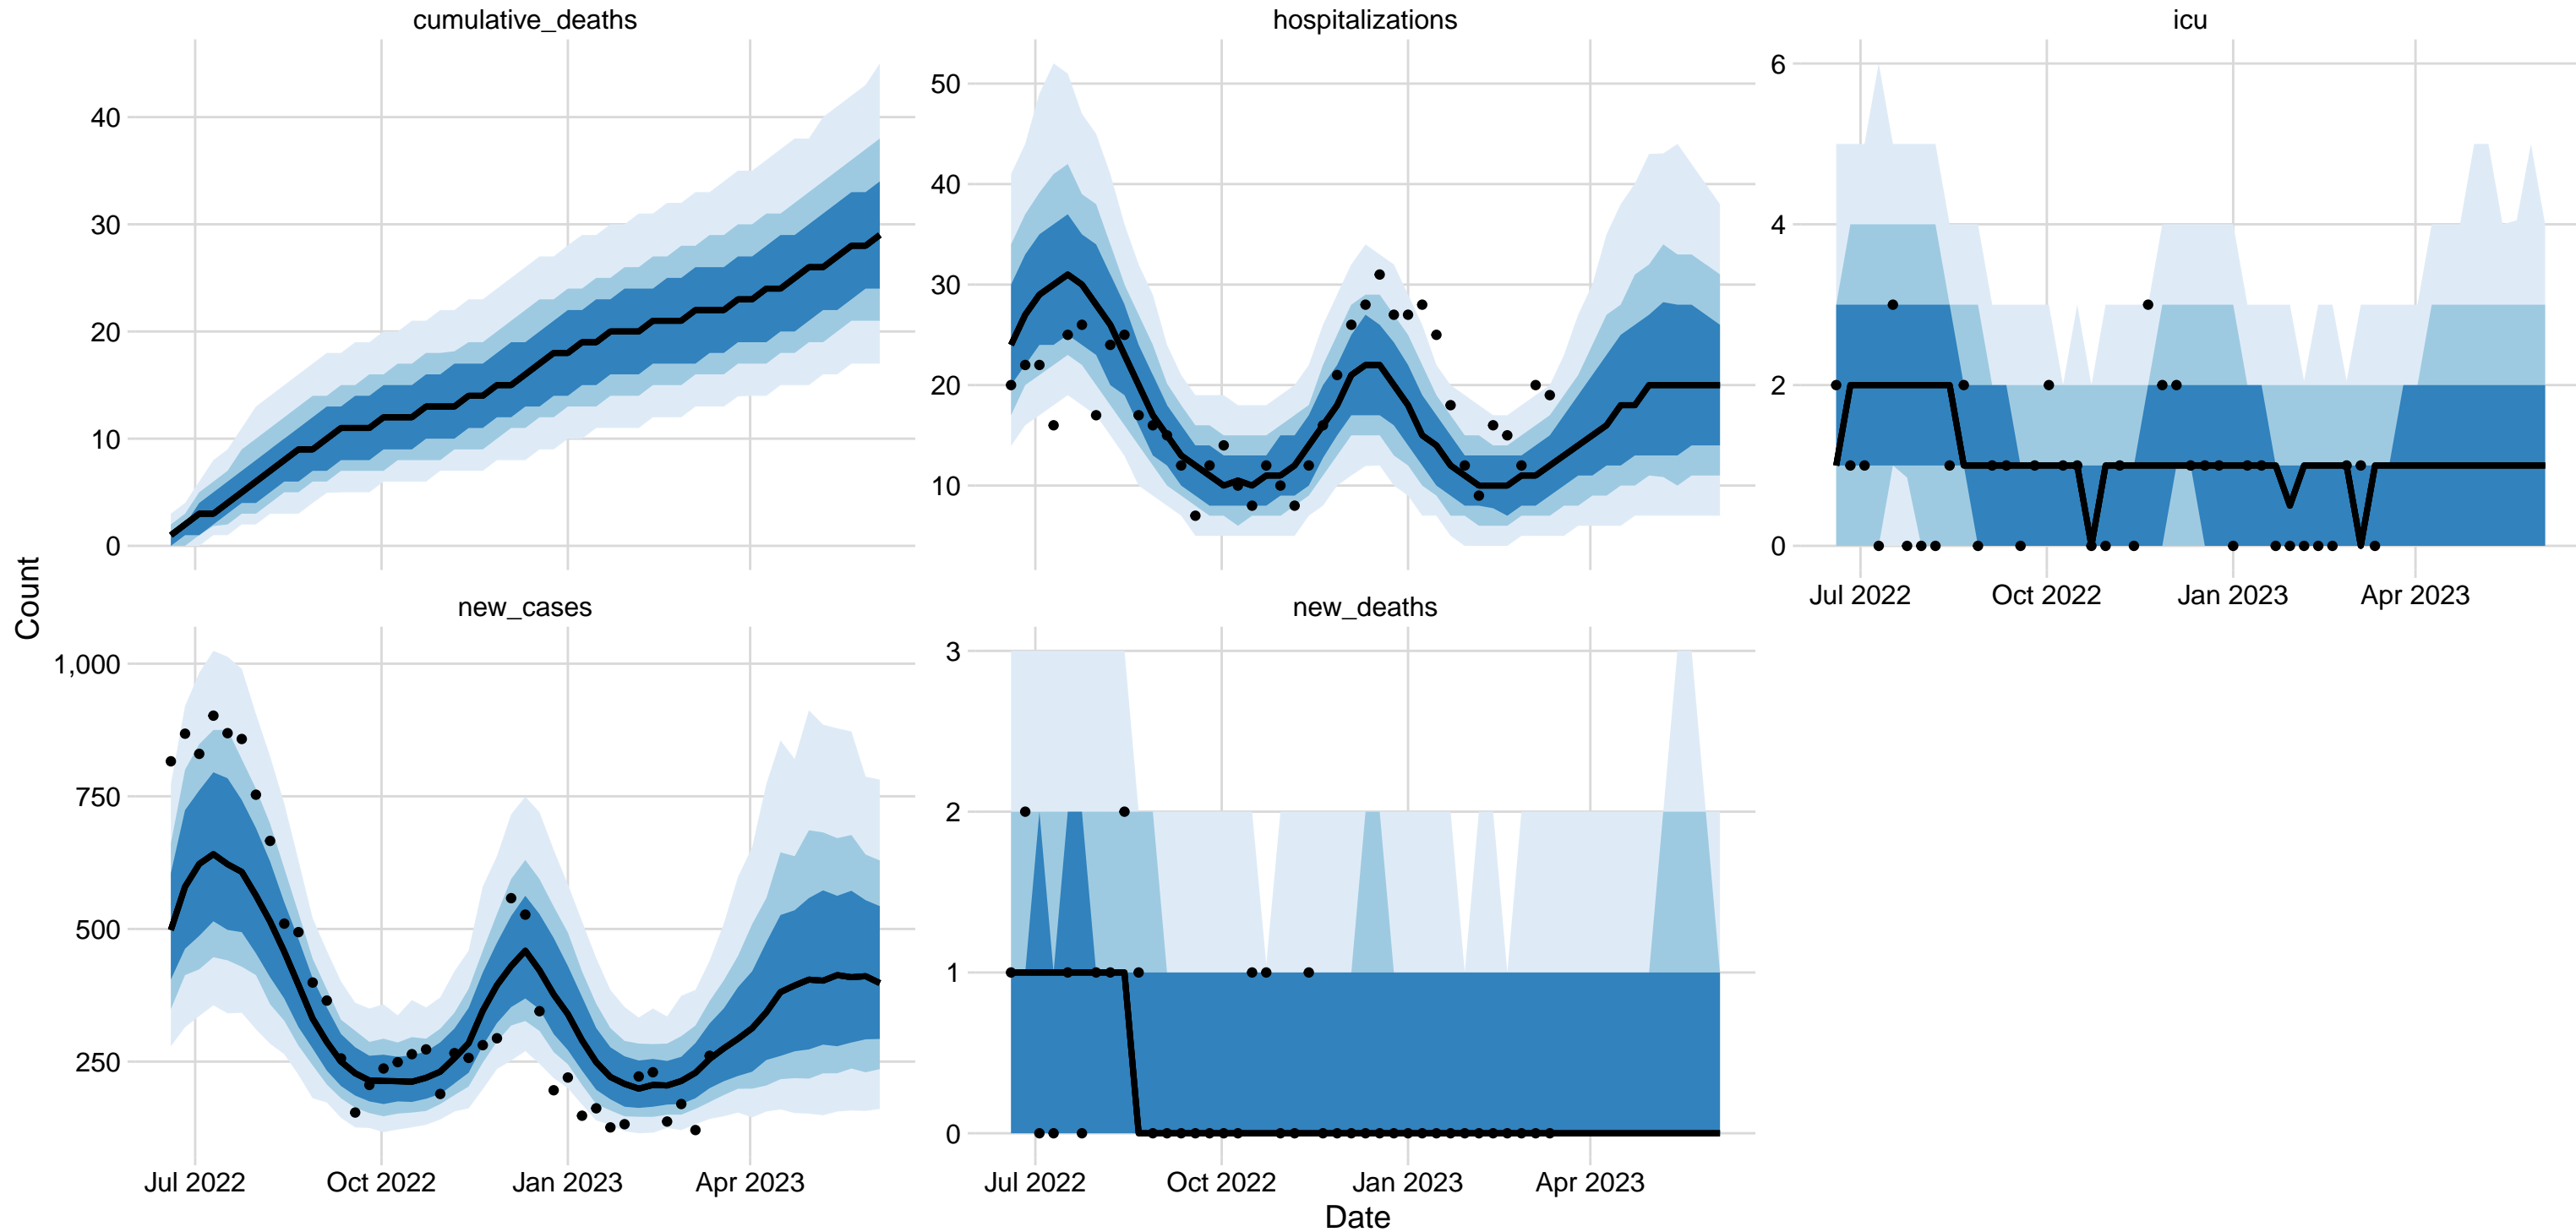 cumulative_deaths
40
30
20
10
0
hospitalizations
50
40
30
20
10
icu
6
4
2
0
Jul 2022 Oct 2022 Jan 2023 Apr 2023
Count
new_cases
1,000
750
500
250
Jul 2022 Oct 2022 Jan 2023 Apr 2023
new_deaths
3
2
1
0
Jul 2022 Oct 2022 Jan 2023 Apr 2023
Date